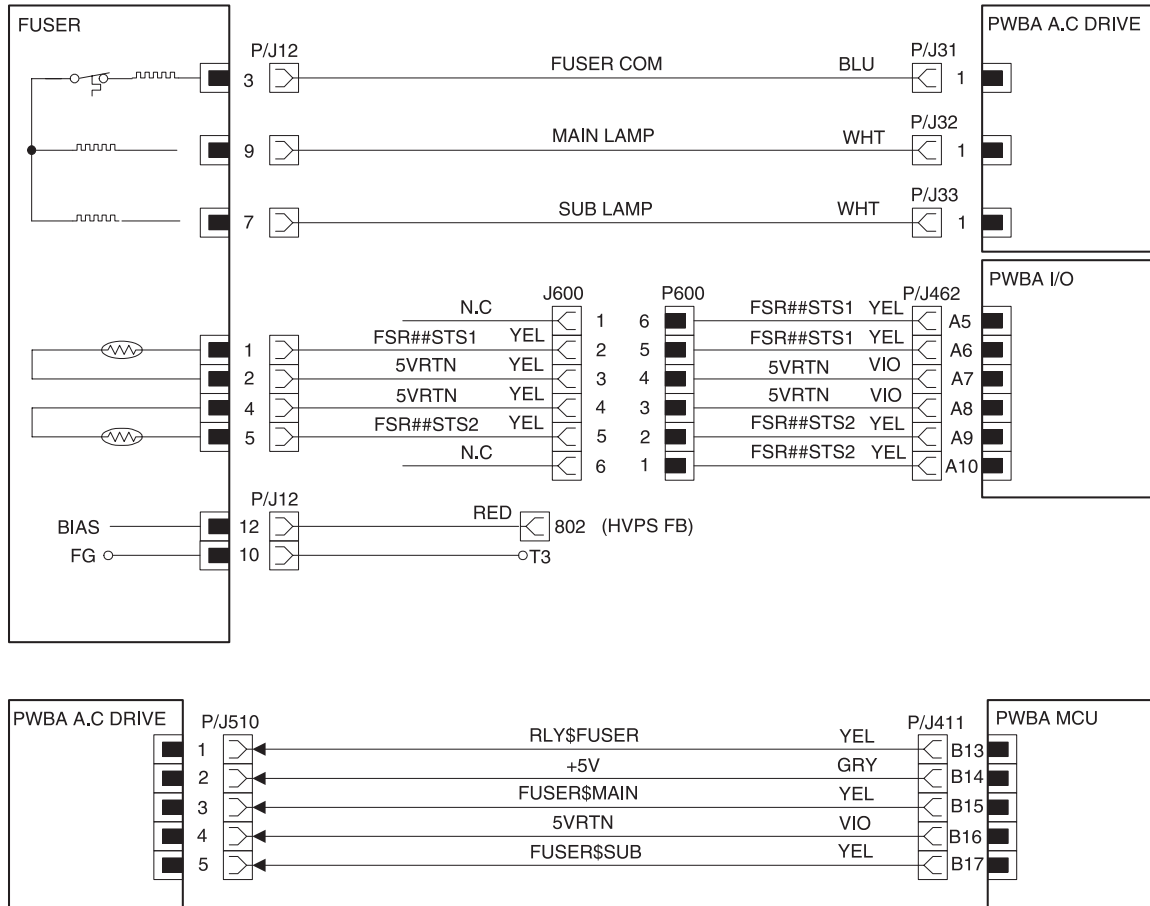 FUSER
PWBA A.C DRIVE
P/J12
P/J31
3 FUSER COM BLU 1
P/J32
9 MAIN LAMP WHT 1
P/J33
7 SUB LAMP WHT 1
PWBA I/O
J600 P600 P/J462
N.C 1 6 FSR##STS1 YEL A5
1 FSR##STS1 YEL 2 5 FSR##STS1 YEL A6
2 5VRTN YEL 3 4 5VRTN VIO A7
4 5VRTN YEL 4 3 5VRTN VIO A8
5 FSR##STS2 YEL 5 2 FSR##STS2 YEL A9
N.C 6 1 FSR##STS2 YEL A10
P/J12
BIAS 12 RED 802 (HVPS FB)
FG 10 T3
PWBA A.C DRIVE P/J510 P/J411 PWBA MCU
1 RLY$FUSER YEL B13
2 +5V GRY B14
3 FUSER$MAIN YEL B15
4 5VRTN VIO B16
5 FUSER$SUB YEL B17